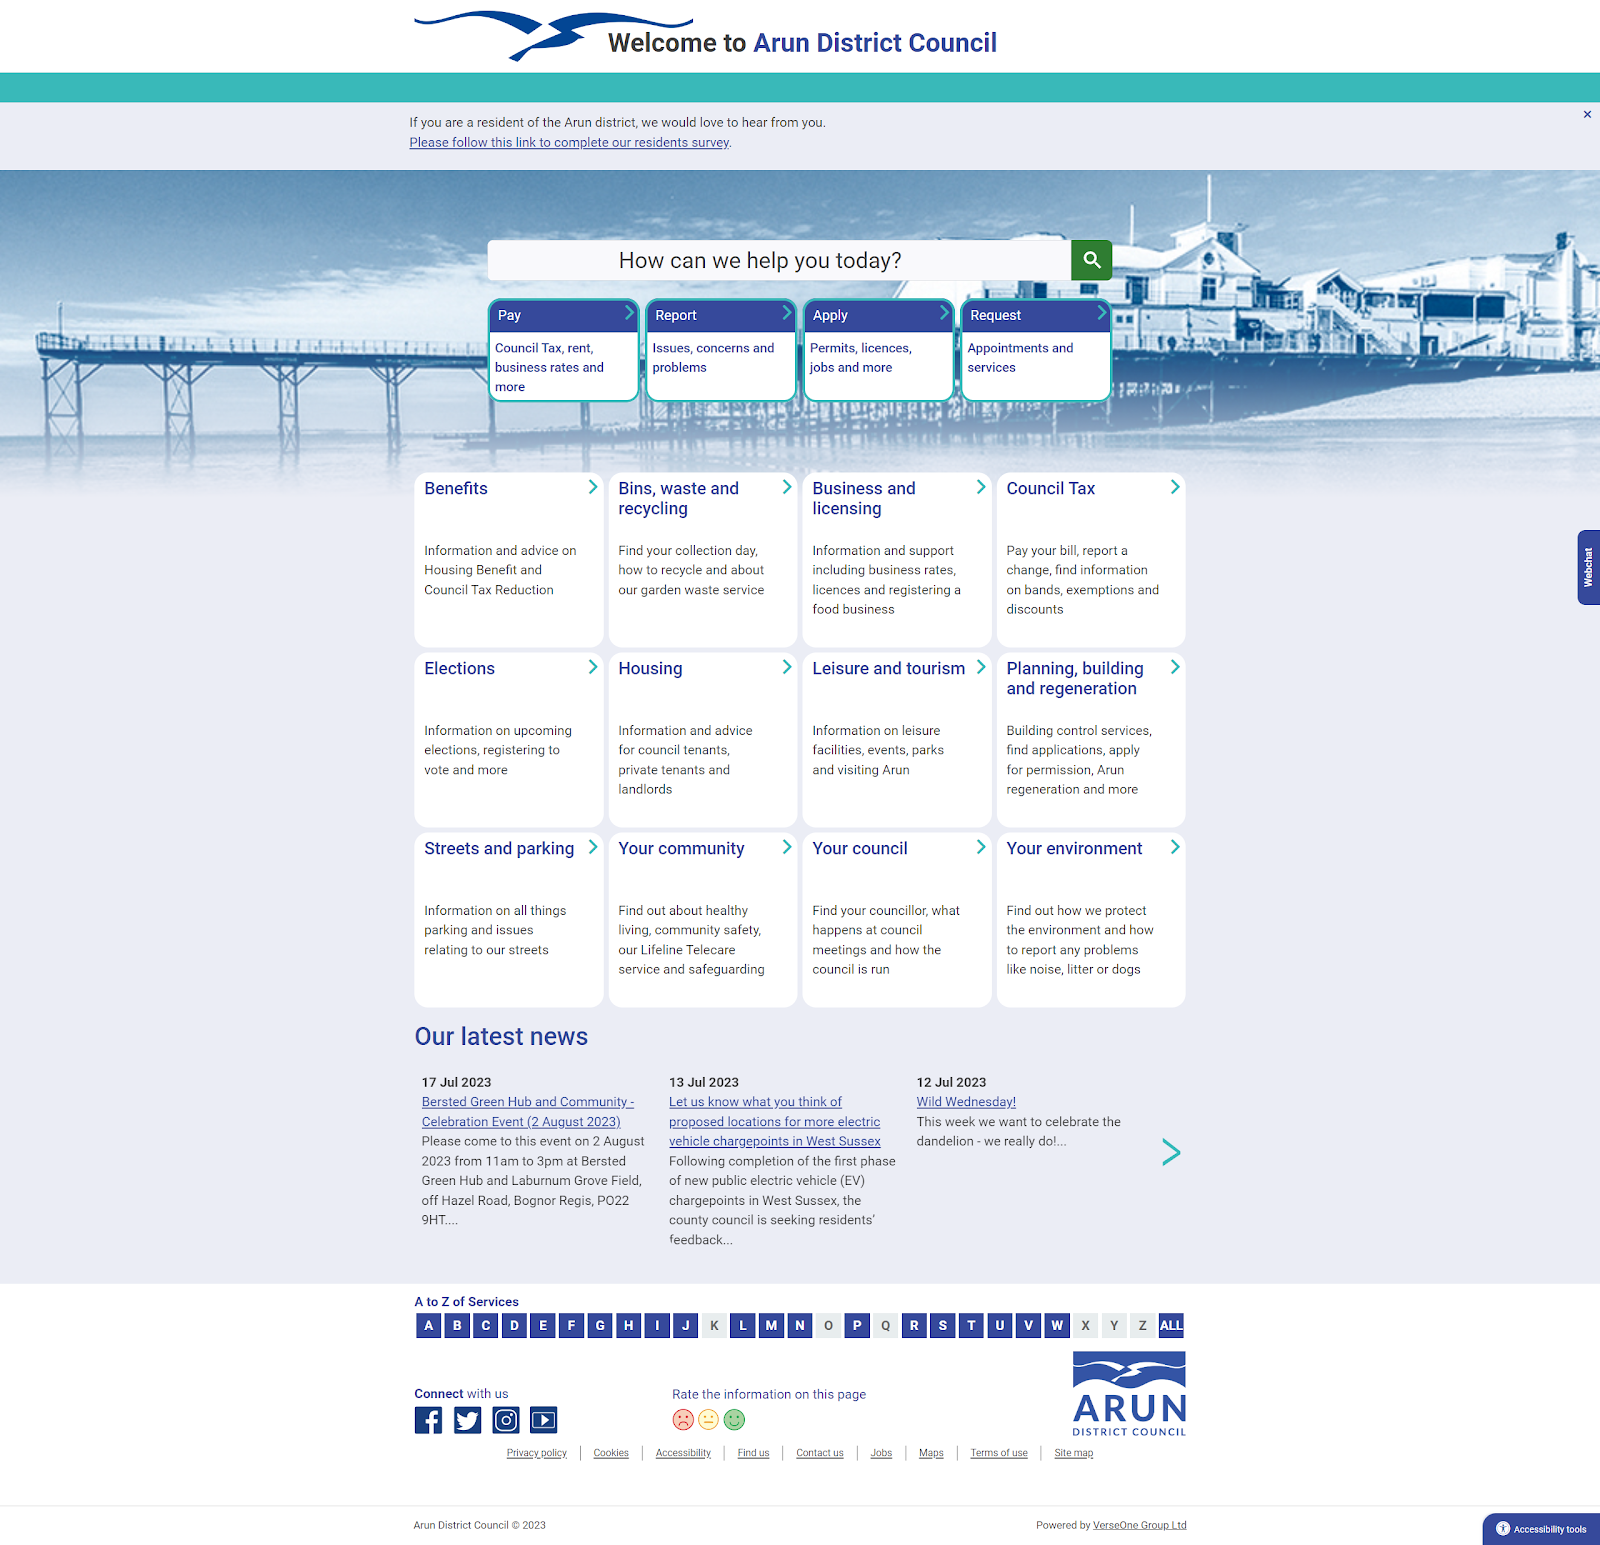 Welcome to Arun District Council
If you are a resident of the Arun district, we would love to hear from you.
Please follow this link to complete our residents survey.
×
How can we help you today?
Pay
Council Tax, rent,
business rates and
more
Report
Issues, concerns and
problems
Apply
Permits, licences,
jobs and more
Request
Appointments and
services
Benefits
Information and advice on
Housing Benefit and
Council Tax Reduction
Bins, waste and
recycling
Find your collection day,
how to recycle and about
our garden waste service
Business and
licensing
Information and support
including business rates,
licences and registering a
food business
Council Tax
Pay your bill, report a
change, find information
on bands, exemptions and
discounts
Webchat
Elections
Information on upcoming
elections, registering to
vote and more
Housing
Information and advice
for council tenants,
private tenants and
landlords
Leisure and tourism
Information on leisure
facilities, events, parks
and visiting Arun
Planning, building
and regeneration
Building control services,
find applications, apply
for permission, Arun
regeneration and more
Streets and parking
Information on all things
parking and issues
relating to our streets
Your community
Find out about healthy
living, community safety,
our Lifeline Telecare
service and safeguarding
Your council
Find your councillor, what
happens at council
meetings and how the
council is run
Your environment
Find out how we protect
the environment and how
to report any problems
like noise, litter or dogs
Our latest news
17 Jul 2023
Bersted Green Hub and Community -
Celebration Event (2 August 2023)
Please come to this event on 2 August
2023 from 11am to 3pm at Bersted
Green Hub and Laburnum Grove Field,
off Hazel Road, Bognor Regis, PO22
9HT....
13 Jul 2023
Let us know what you think of
proposed locations for more electric
vehicle chargepoints in West Sussex
Following completion of the first phase
of new public electric vehicle (EV)
chargepoints in West Sussex, the
county council is seeking residents’
feedback...
12 Jul 2023
Wild Wednesday!
This week we want to celebrate the
dandelion - we really do!...
A to Z of Services
A B C D E F G H I J K L M N O P Q R S T U V W X Y Z ALL
Connect with us
Rate the information on this page
ARUN
DISTRICT COUNCIL
Privacy policy | Cookies | Accessibility | Find us | Contact us | Jobs | Maps | Terms of use | Site map
Arun District Council © 2023
Powered by VerseOne Group Ltd
Accessibility tools